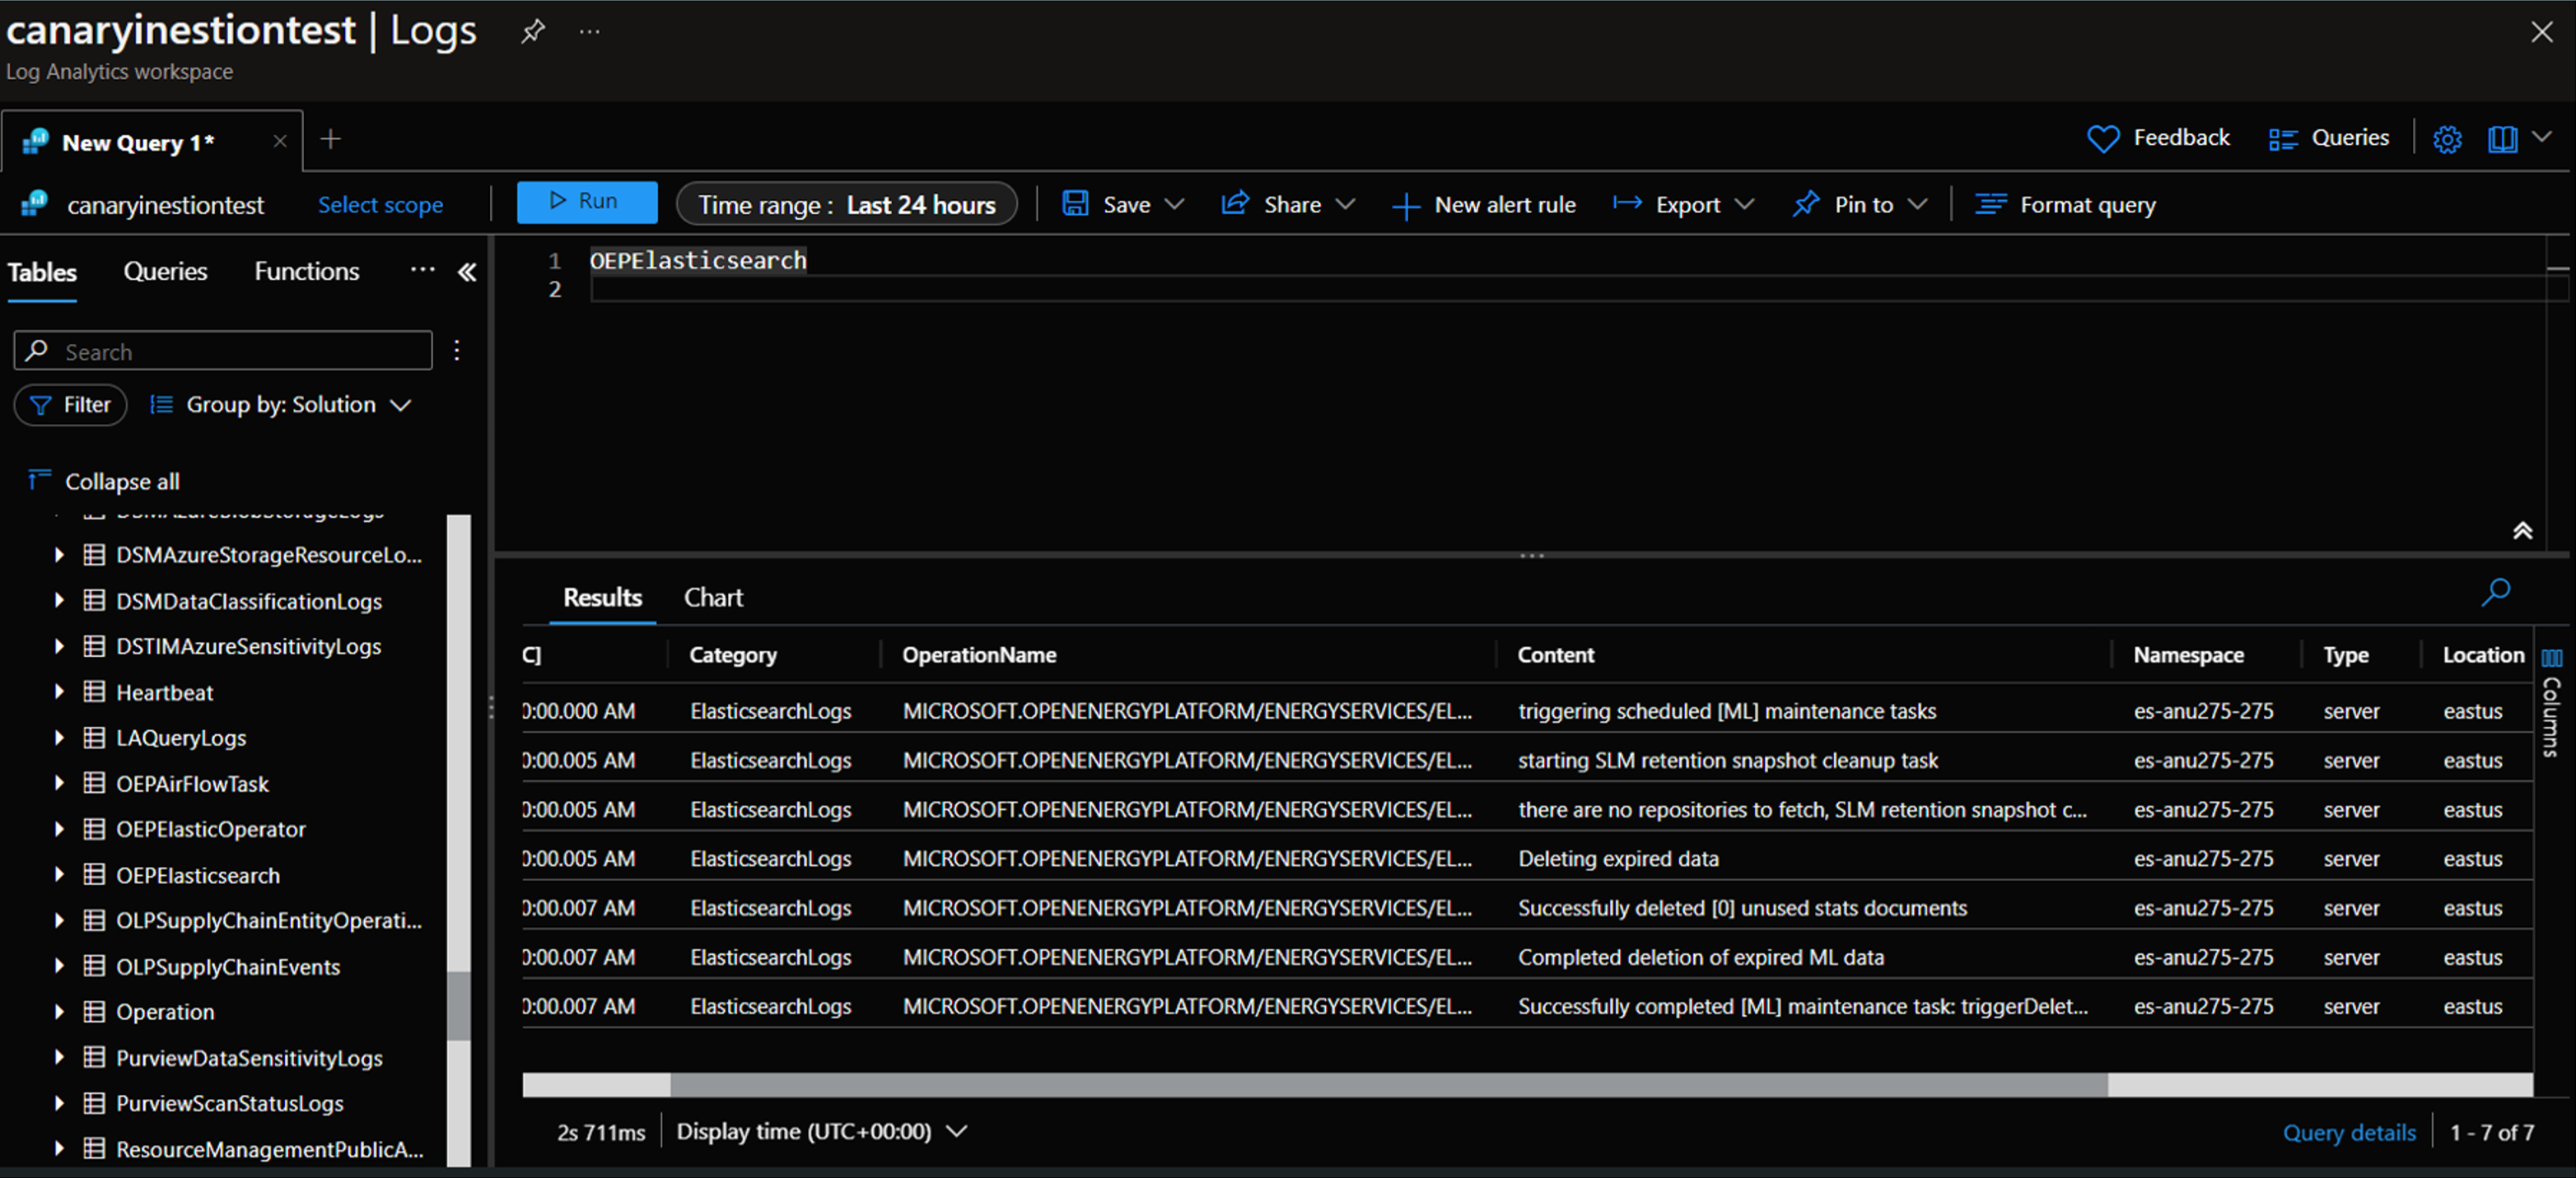 canaryinestiontest | Logs
Log Analytics workspace
New Query 1*
Feedback
Queries
canaryinestiontest
Select scope
Run
Time range : Last 24 hours
Save
Share
New alert rule
Export
Pin to
Format query
Tables
Queries
Functions
Search
Filter
Group by: Solution
Collapse all
DSMAzureBlobStorageLogs
DSMAzureStorageResourceLo...
DSMDataClassificationLogs
DSTIMAzureSensitivityLogs
Heartbeat
LAQueryLogs
OEPAirFlowTask
OEPElasticOperator
OEPElasticsearch
OLPSupplyChainEntityOperati...
OLPSupplyChainEvents
Operation
PurviewDataSensitivityLogs
PurviewScanStatusLogs
ResourceManagementPublicA...
1 OEPElasticsearch
2
Results
Chart
C] Category OperationName Content Namespace Type Location
0:00.000 AM ElasticsearchLogs MICROSOFT.OPENENERGYPLATFORM/ENERGYSERVICES/EL... triggering scheduled [ML] maintenance tasks es-anu275-275 server eastus
0:00.005 AM ElasticsearchLogs MICROSOFT.OPENENERGYPLATFORM/ENERGYSERVICES/EL... starting SLM retention snapshot cleanup task es-anu275-275 server eastus
0:00.005 AM ElasticsearchLogs MICROSOFT.OPENENERGYPLATFORM/ENERGYSERVICES/EL... there are no repositories to fetch, SLM retention snapshot c... es-anu275-275 server eastus
0:00.005 AM ElasticsearchLogs MICROSOFT.OPENENERGYPLATFORM/ENERGYSERVICES/EL... Deleting expired data es-anu275-275 server eastus
0:00.007 AM ElasticsearchLogs MICROSOFT.OPENENERGYPLATFORM/ENERGYSERVICES/EL... Successfully deleted [0] unused stats documents es-anu275-275 server eastus
0:00.007 AM ElasticsearchLogs MICROSOFT.OPENENERGYPLATFORM/ENERGYSERVICES/EL... Completed deletion of expired ML data es-anu275-275 server eastus
0:00.007 AM ElasticsearchLogs MICROSOFT.OPENENERGYPLATFORM/ENERGYSERVICES/EL... Successfully completed [ML] maintenance task: triggerDelet... es-anu275-275 server eastus
Columns
2s 711ms
Display time (UTC+00:00)
Query details
1 - 7 of 7